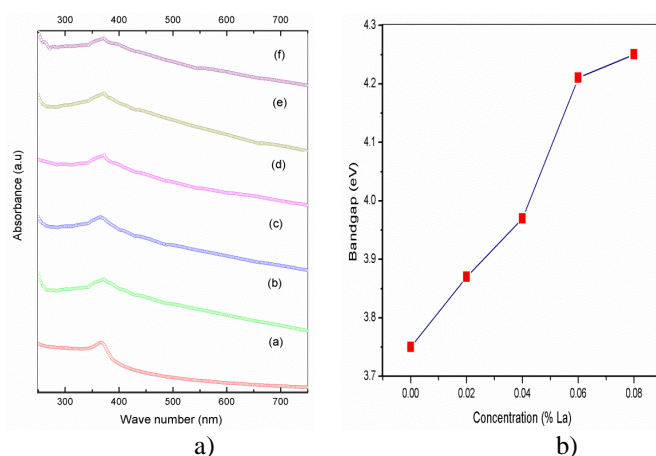 300 400 500 600 700
(f)
(e)
(d)
(c)
(b)
(a)
Absorbance (a.u)
300 400 500 600 700
Wave number (nm)
a)
4.3
4.2
4.1
4.0
3.9
3.8
3.7
Bandgap (eV)
0.00 0.02 0.04 0.06 0.08
Concentration (% La)
b)